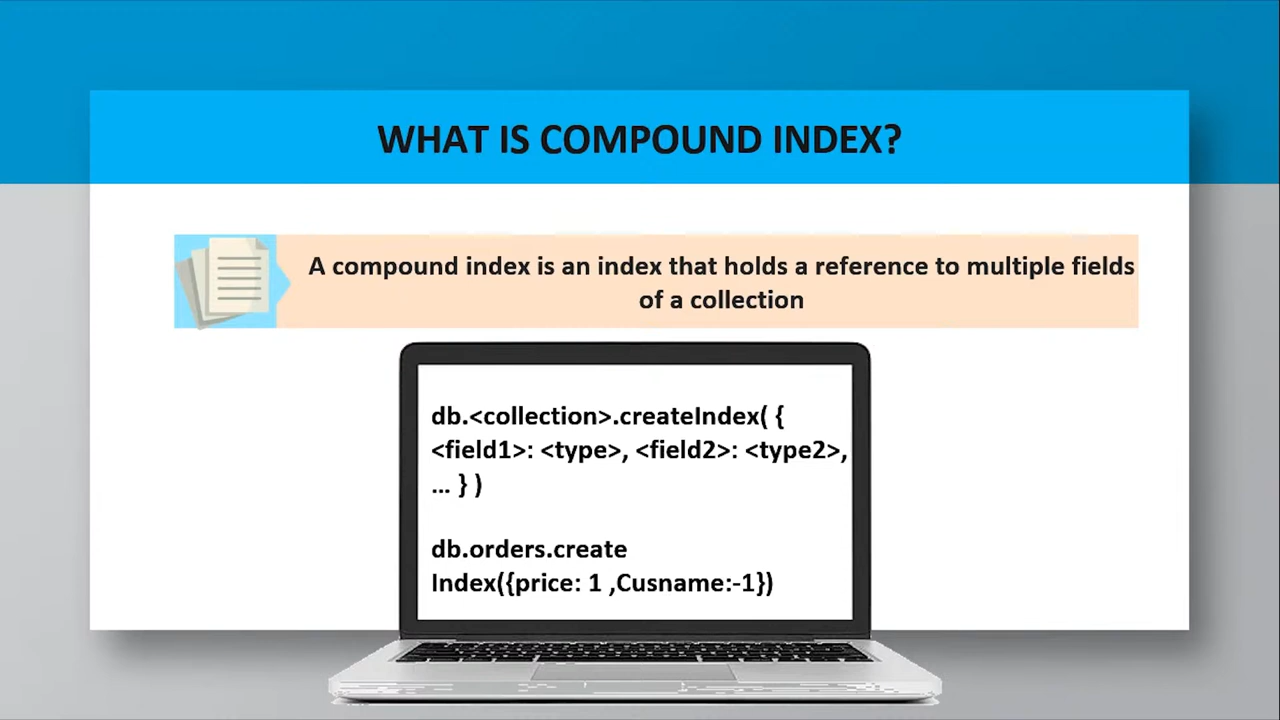 WHAT IS COMPOUND INDEX?
A compound index is an index that holds a reference to multiple fields
of a collection
db.<collection>.createIndex( {
<field1>: <type>, <field2>: <type2>,
... } )
db.orders.create
Index({price: 1 ,Cusname:-1})